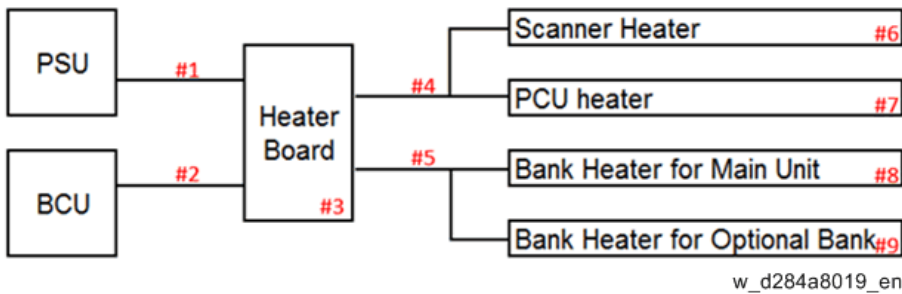 PSU
#1
BCU
#2
Heater
Board
#3
#4
#5
Scanner Heater
#6
PCU heater
#7
Bank Heater for Main Unit
#8
Bank Heater for Optional Bank
#9
w_d284a8019_en